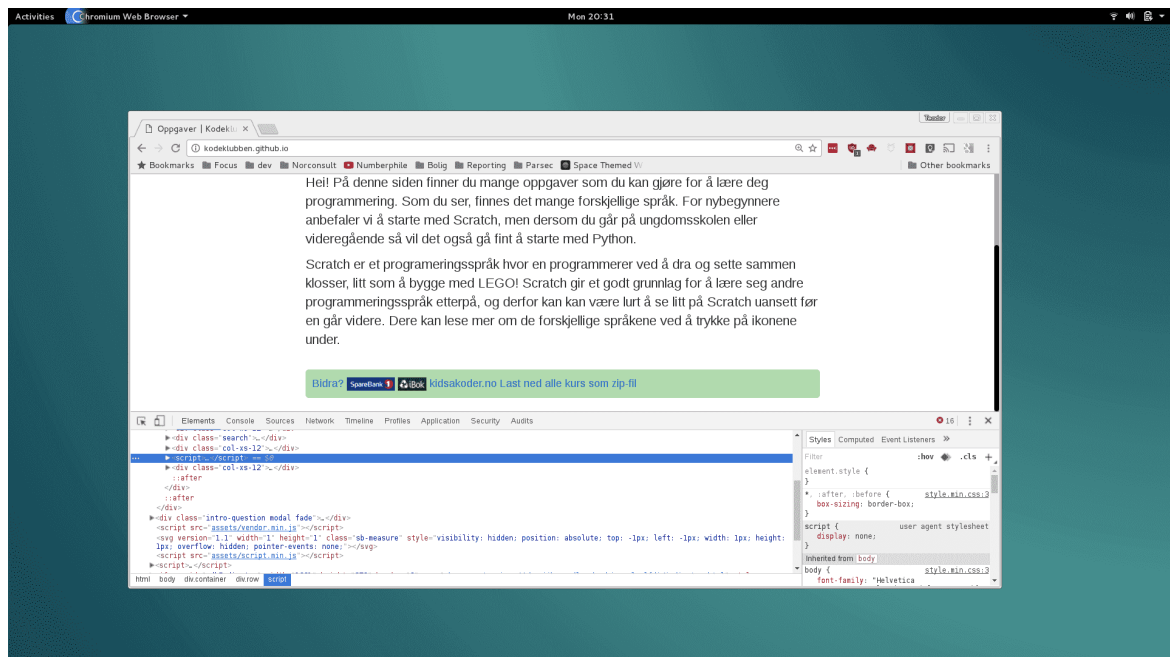 Activities Chromium Web Browser Mon 20:31
Oppgaver | Kodeklu ×
kodeklubben.github.io
Bookmarks Focus dev Norconsult Numberphile Bolig Reporting Parsec Space Themed W Other bookmarks
Hei! På denne siden finner du mange oppgaver som du kan gjøre for å lære deg
programmering. Som du ser, finnes det mange forskjellige språk. For nybegynnere
anbefaler vi å starte med Scratch, men dersom du går på ungdomsskolen eller
videregående så vil det også gå fint å starte med Python.
Scratch er et programeringsspråk hvor en programmerer ved å dra og sette sammen
klosser, litt som å bygge med LEGO! Scratch gir et godt grunnlag for å lære seg andre
programmeringsspråk etterpå, og derfor kan kan være lurt å se litt på Scratch uansett før
en går videre. Dere kan lese mer om de forskjellige språkene ved å trykke på ikonene
under.
Bidra? SpareBank 1 iBok kidsakoder.no Last ned alle kurs som zip-fil
Elements Console Sources Network Timeline Profiles Application Security Audits 16
<div class="search">…</div>
<div class="col-xs-12">…</div>
<script>…</script> == $0
<div class="col-xs-12">…</div>
::after
</div>
::after
</div>
<div class="intro-question modal fade">…</div>
<script src="assets/vendor.min.js"></script>
<svg version="1.1" width="1" height="1" class="sb-measure" style="visibility: hidden; position: absolute; top: -1px; left: -1px; width: 1px; height:
1px; overflow: hidden; pointer-events: none;"></svg>
<script src="assets/script.min.js"></script>
<script>…</script>
html body div.container div.row script
Styles Computed Event Listeners »
Filter :hov .cls +
element.style {
}
*, :after, :before { style.min.css:3
box-sizing: border-box;
}
script { user agent stylesheet
display: none;
}
Inherited from body
body { style.min.css:3
font-family: "Helvetica